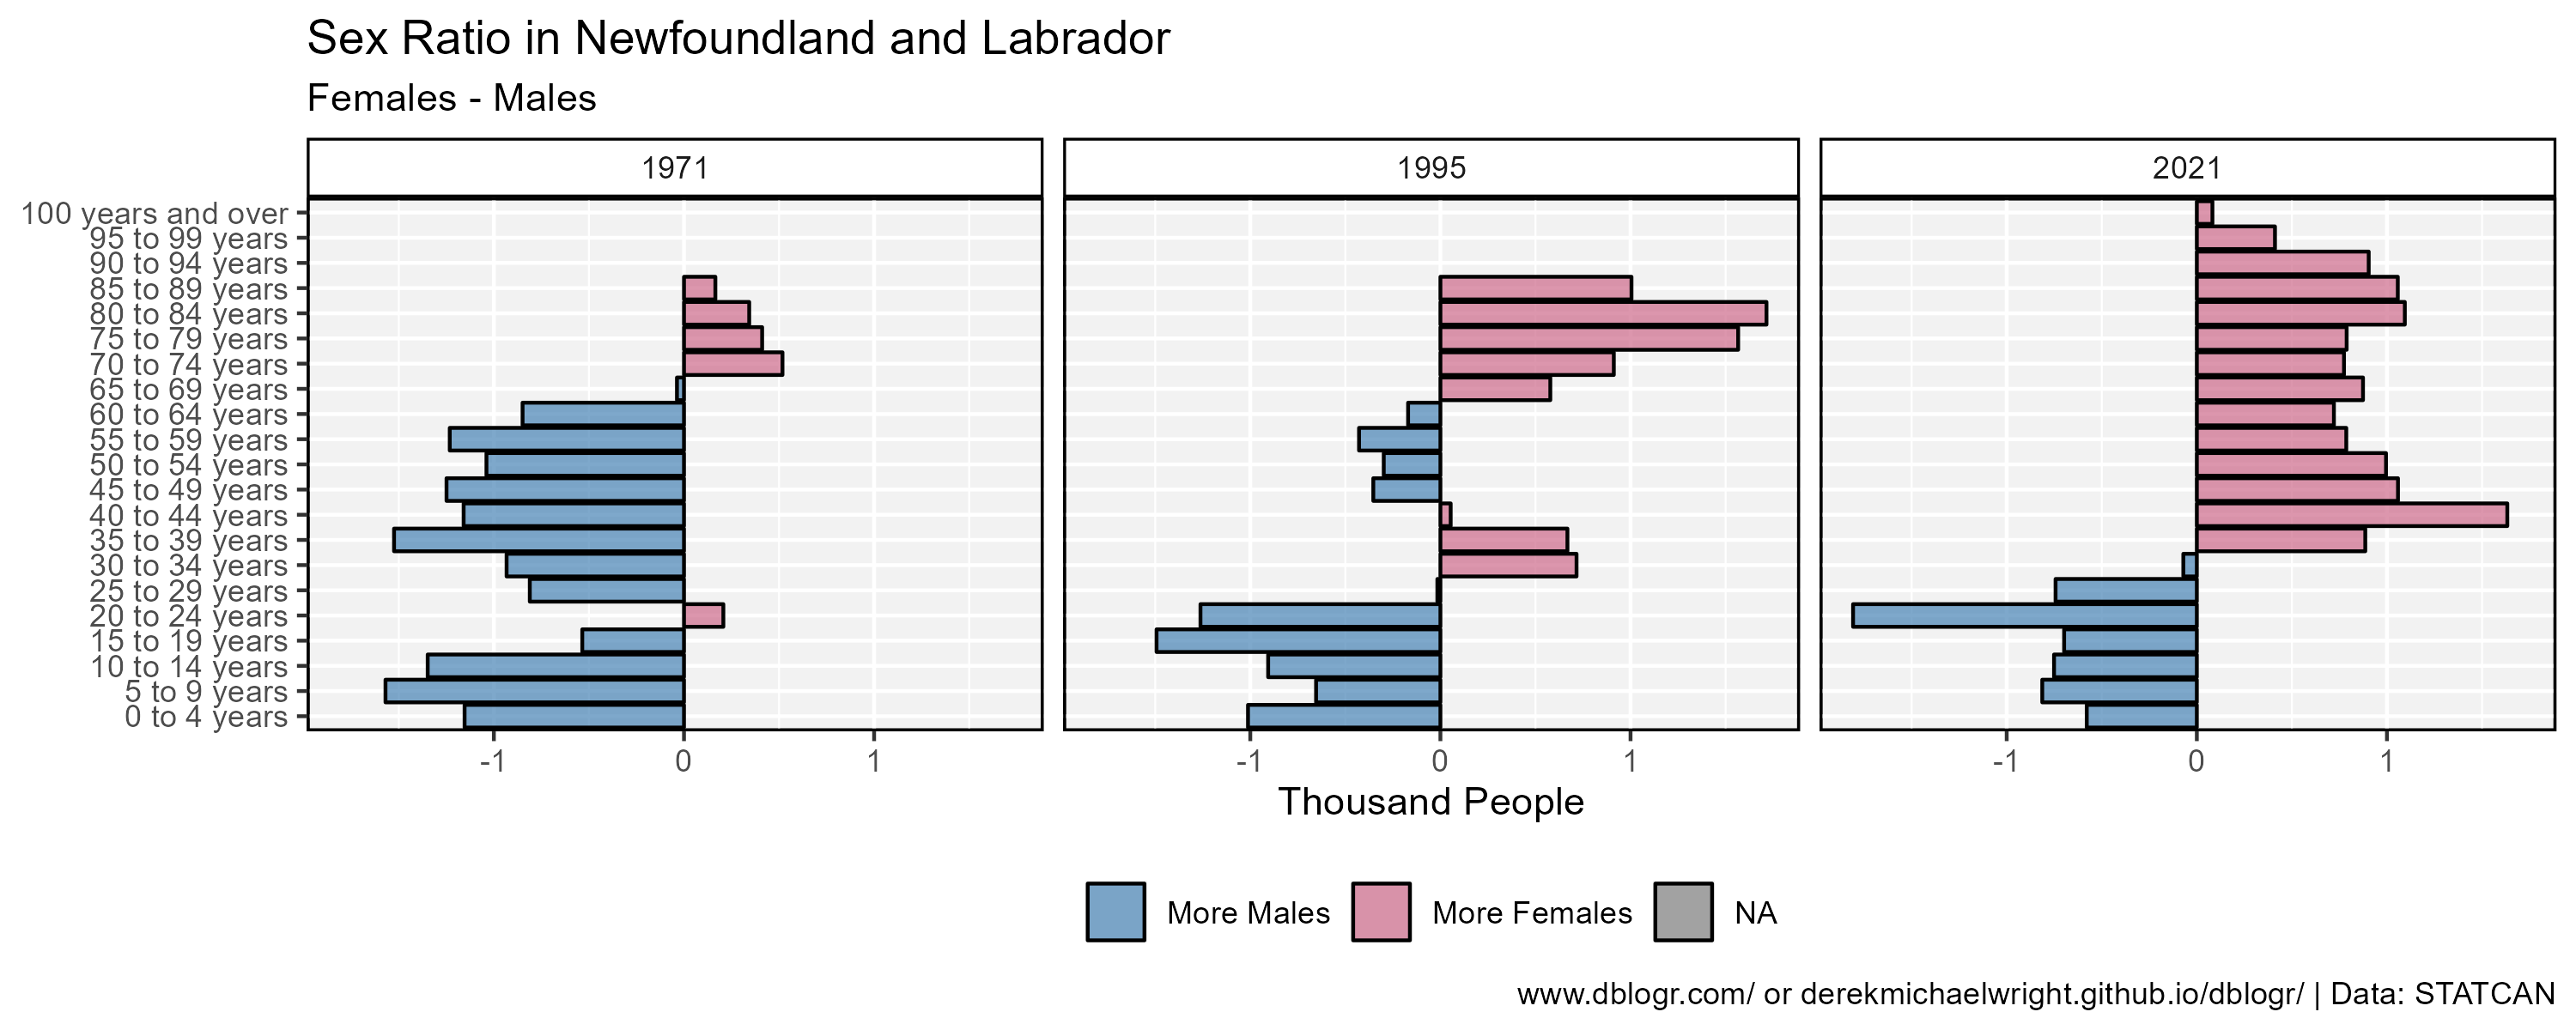 Sex Ratio in Newfoundland and Labrador
Females - Males
1971 1995 2021
100 years and over
95 to 99 years
90 to 94 years
85 to 89 years
80 to 84 years
75 to 79 years
70 to 74 years
65 to 69 years
60 to 64 years
55 to 59 years
50 to 54 years
45 to 49 years
40 to 44 years
35 to 39 years
30 to 34 years
25 to 29 years
20 to 24 years
15 to 19 years
10 to 14 years
5 to 9 years
0 to 4 years
-1 0 1 -1 0 1 -1 0 1
Thousand People
More Males More Females NA
www.dblogr.com/ or derekmichaelwright.github.io/dblogr/ | Data: STATCAN